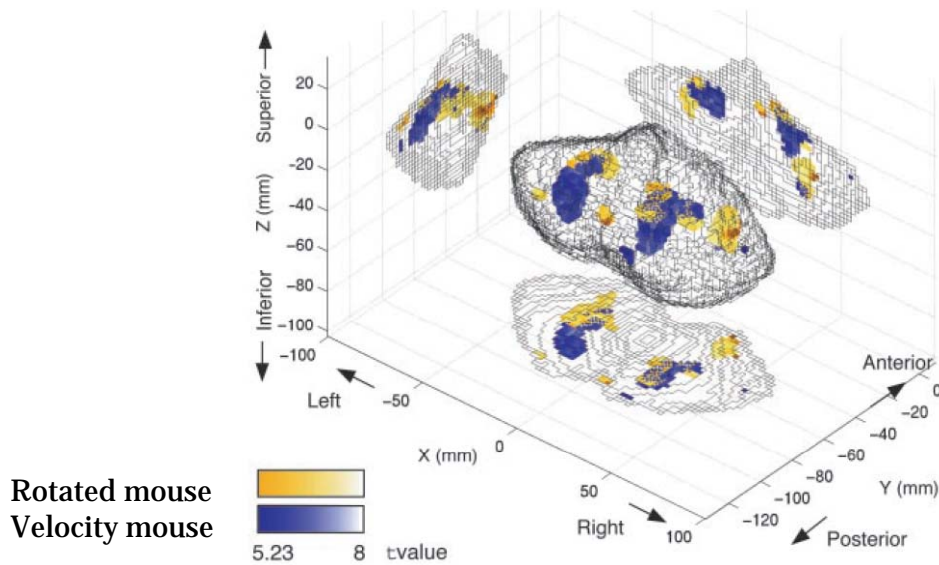 Superior
Z (mm)
Inferior
20
0
−20
−40
−60
−80
−100
−100
−50
0
50
100
Left
X (mm)
Right
Anterior
0
−20
−40
−60
−80
−100
−120
Y (mm)
Posterior
Rotated mouse
Velocity mouse
5.23 8 tvalue